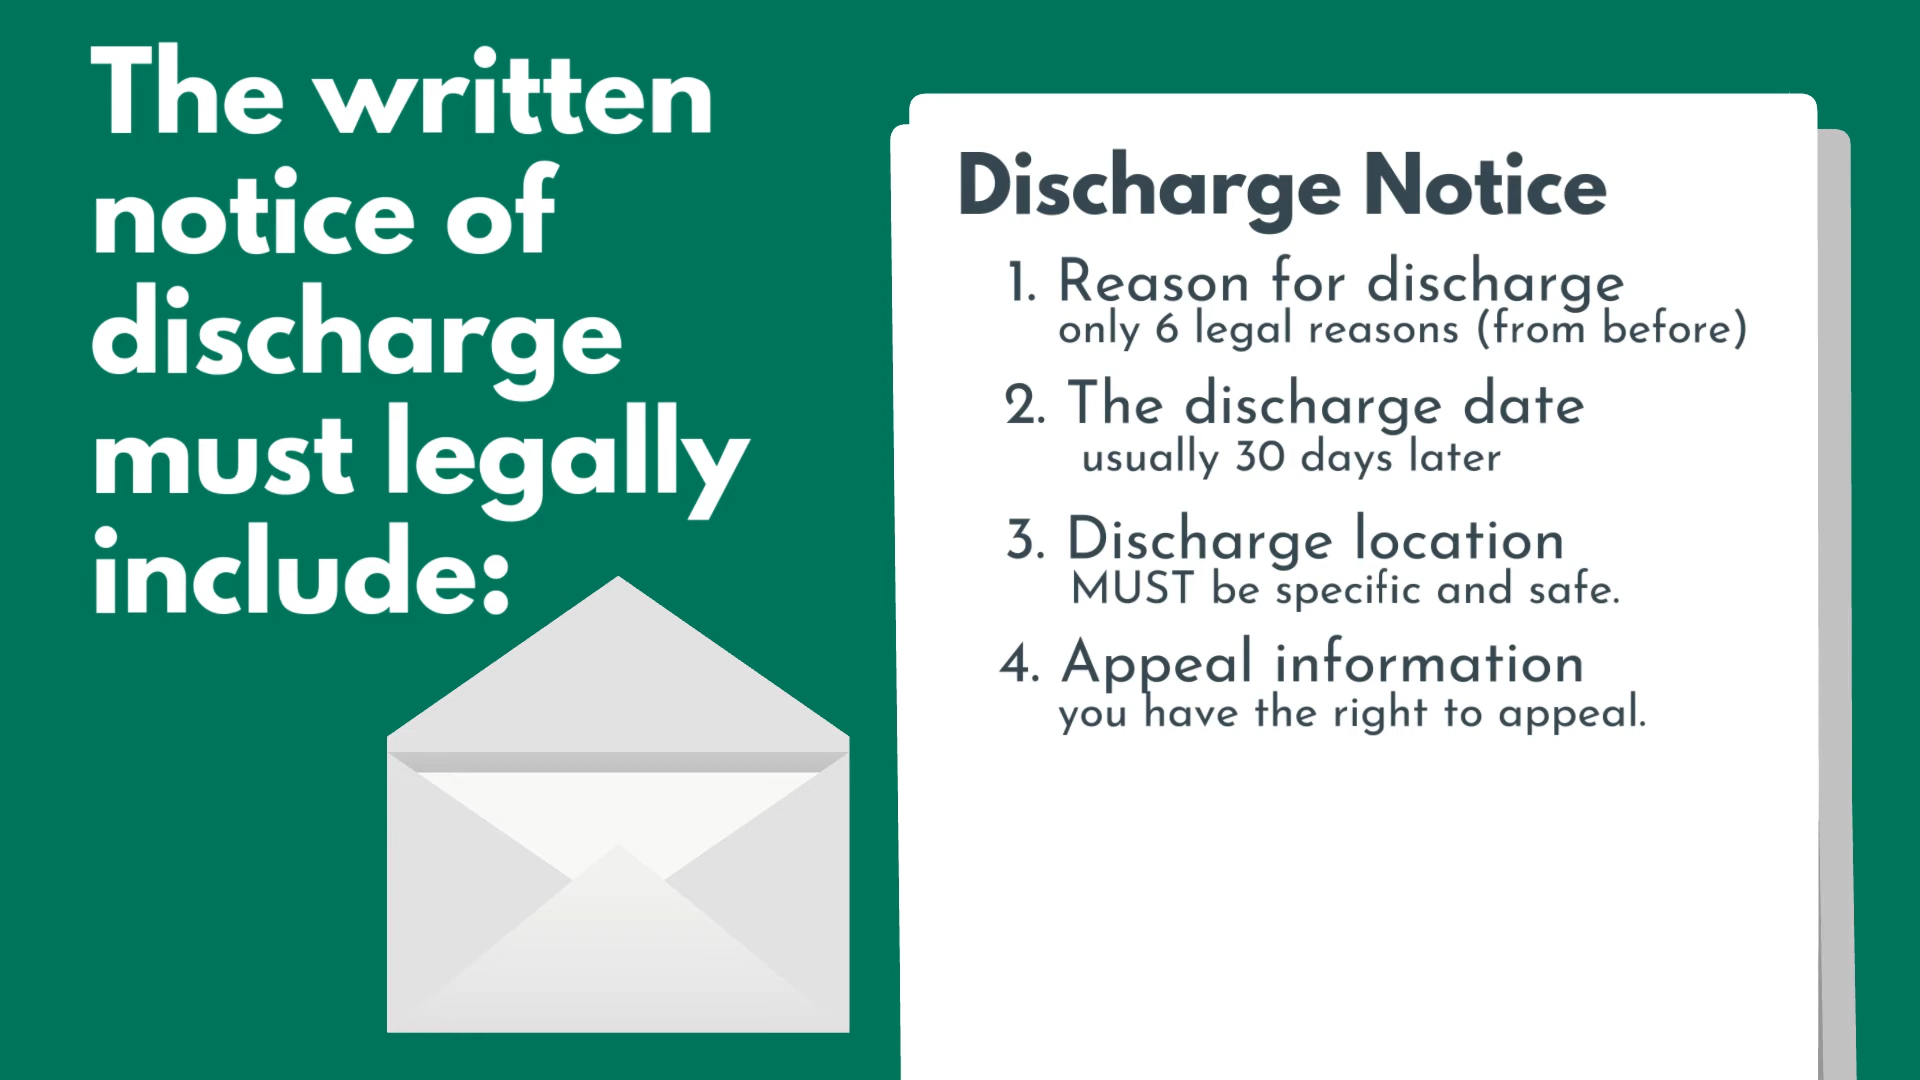 The written
notice of
discharge
must legally
include:
Discharge Notice
1. Reason for discharge
only 6 legal reasons (from before)
2. The discharge date
usually 30 days later
3. Discharge location
MUST be specific and safe.
4. Appeal information
you have the right to appeal.